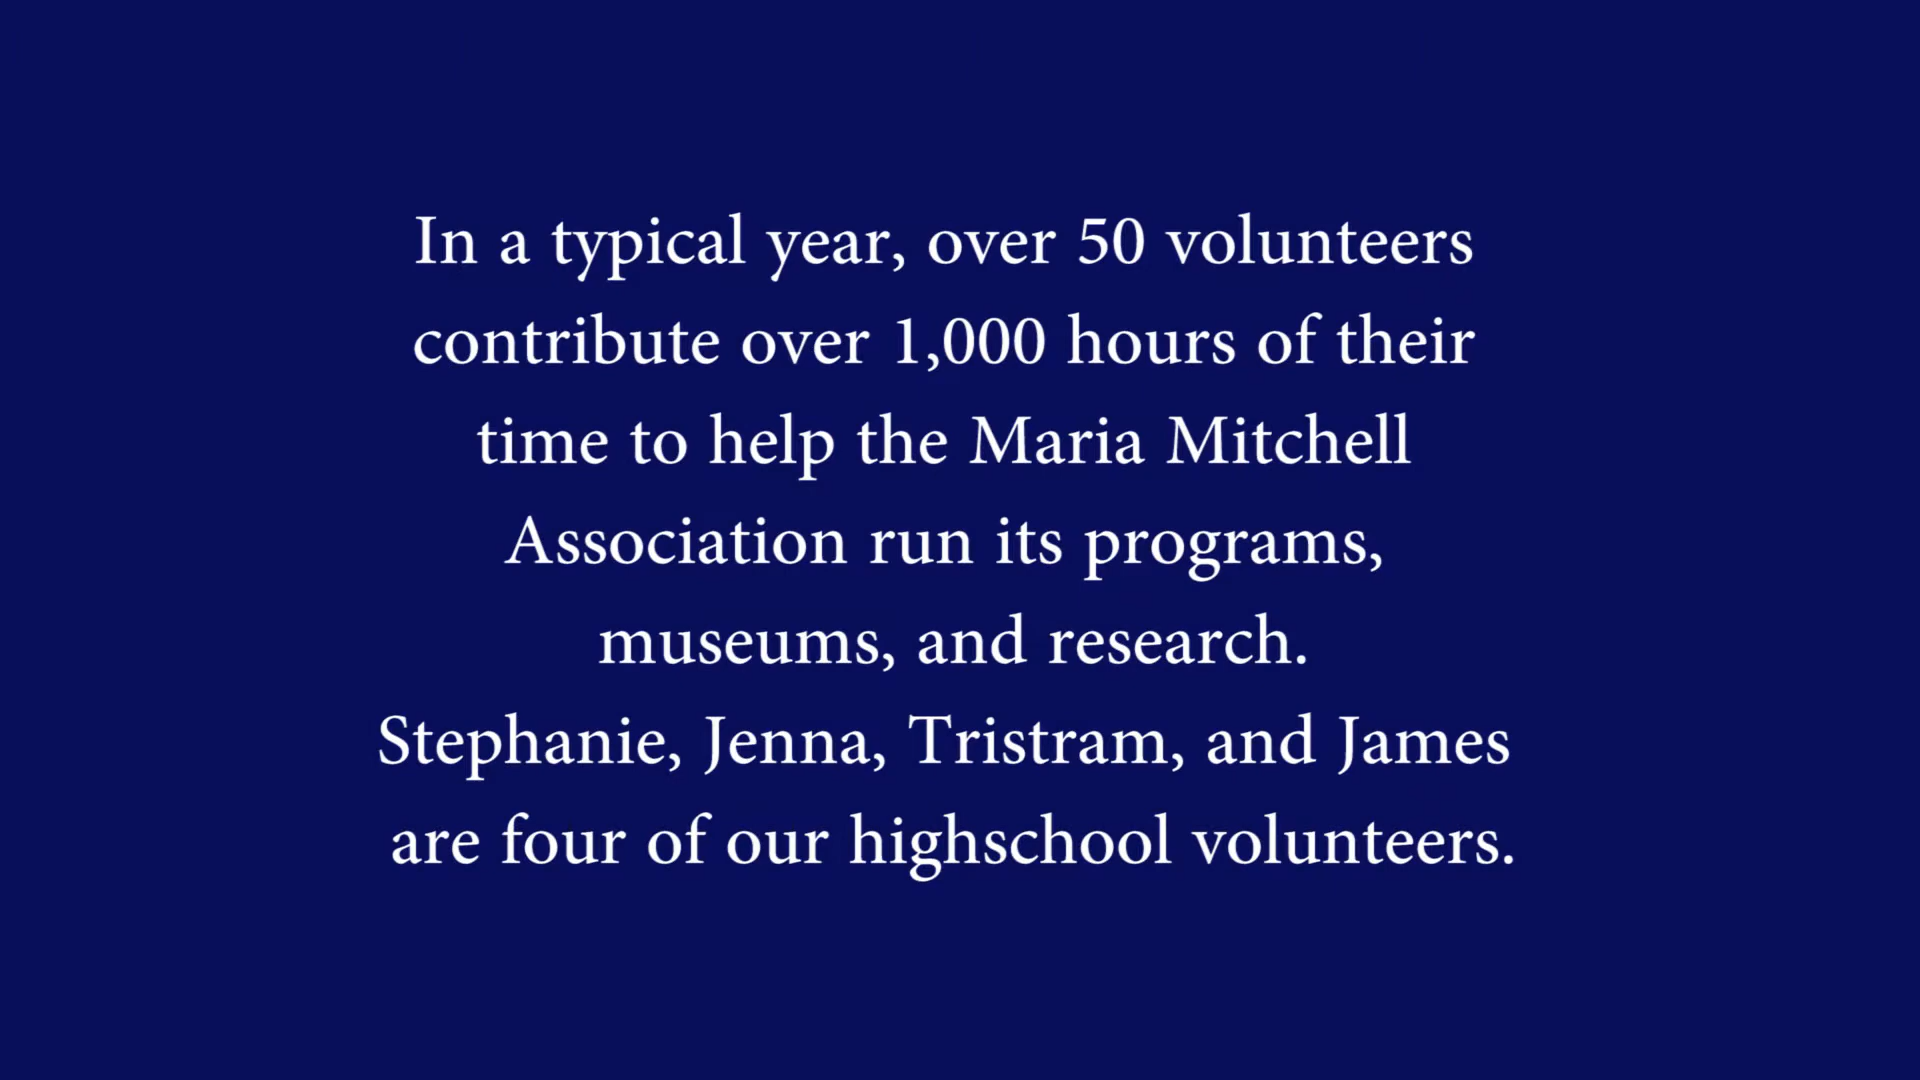 In a typical year, over 50 volunteers
contribute over 1,000 hours of their
time to help the Maria Mitchell
Association run its programs,
museums, and research.
Stephanie, Jenna, Tristram, and James
are four of our highschool volunteers.